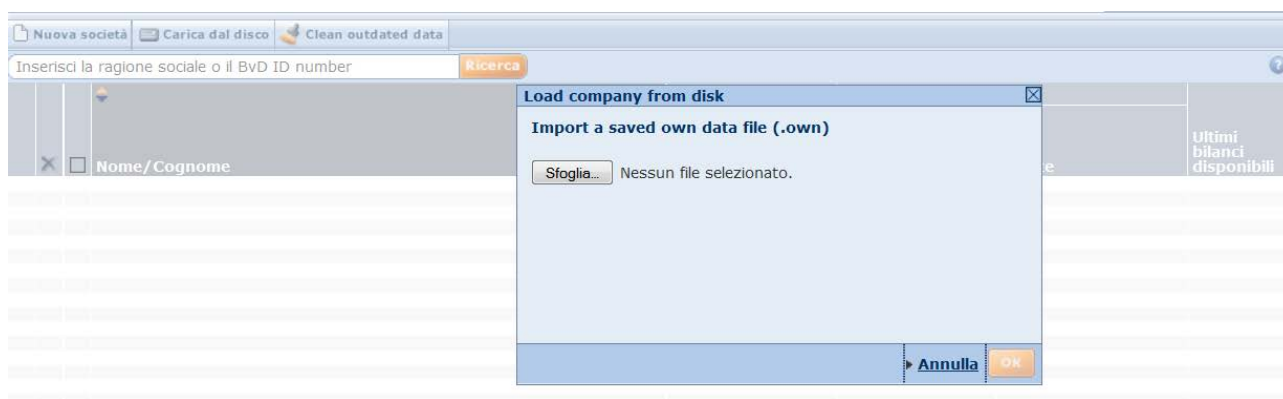 Nuova società Carica dal disco Clean outdated data
Inserisci la ragione sociale o il BvD ID number Ricerca
Load company from disk
Import a saved own data file (.own)
Sfoglia... Nessun file selezionato.
Nome/Cognome
Ultimi
bilanci
disponibili
Annulla OK